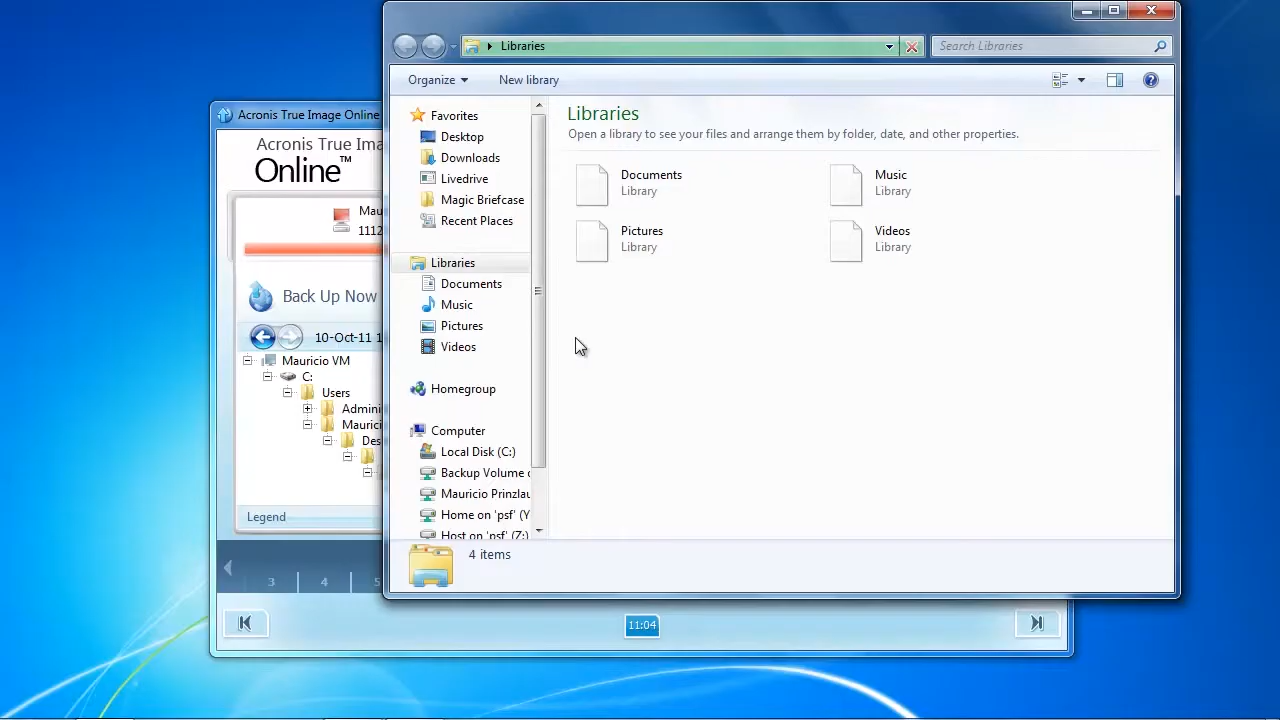 Libraries
Search Libraries
Organize
New library
Acronis True Image Online
Acronis True Ima
Online™
Mau
1112
Back Up Now
10-Oct-11 1
Mauricio VM
C:
Users
Admini
Mauric
Des
Legend
3
4
5
11:04
Favorites
Desktop
Downloads
Livedrive
Magic Briefcase
Recent Places
Libraries
Documents
Music
Pictures
Videos
Homegroup
Computer
Local Disk (C:)
Backup Volume o
Mauricio Prinzlau
Home on 'psf' (Y
Host on 'psf' (Z:)
Libraries
Open a library to see your files and arrange them by folder, date, and other properties.
Documents
Library
Music
Library
Pictures
Library
Videos
Library
4 items